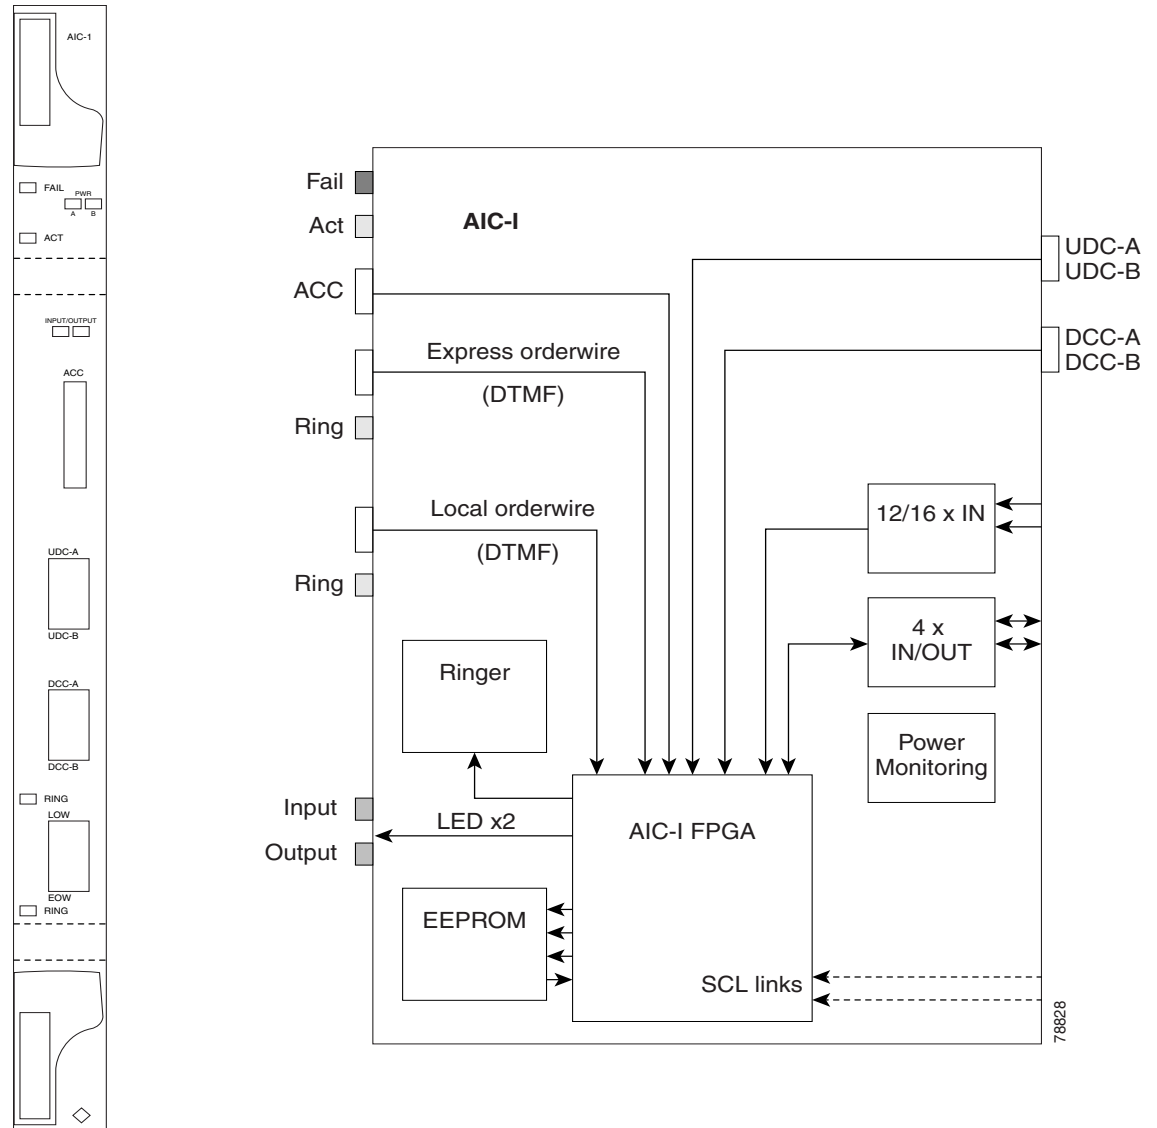 AIC-1
FAIL
PWR
A B
ACT
INPUT/OUTPUT
ACC
UDC-A
UDC-B
DCC-A
DCC-B
RING
LOW
EOW
RING
Fail
Act
AIC-I
ACC
Express orderwire
(DTMF)
Ring
Local orderwire
(DTMF)
Ring
Ringer
Input
LED x2
Output
EEPROM
AIC-I FPGA
SCL links
UDC-A
UDC-B
DCC-A
DCC-B
12/16 x IN
4 x
IN/OUT
Power
Monitoring
78828